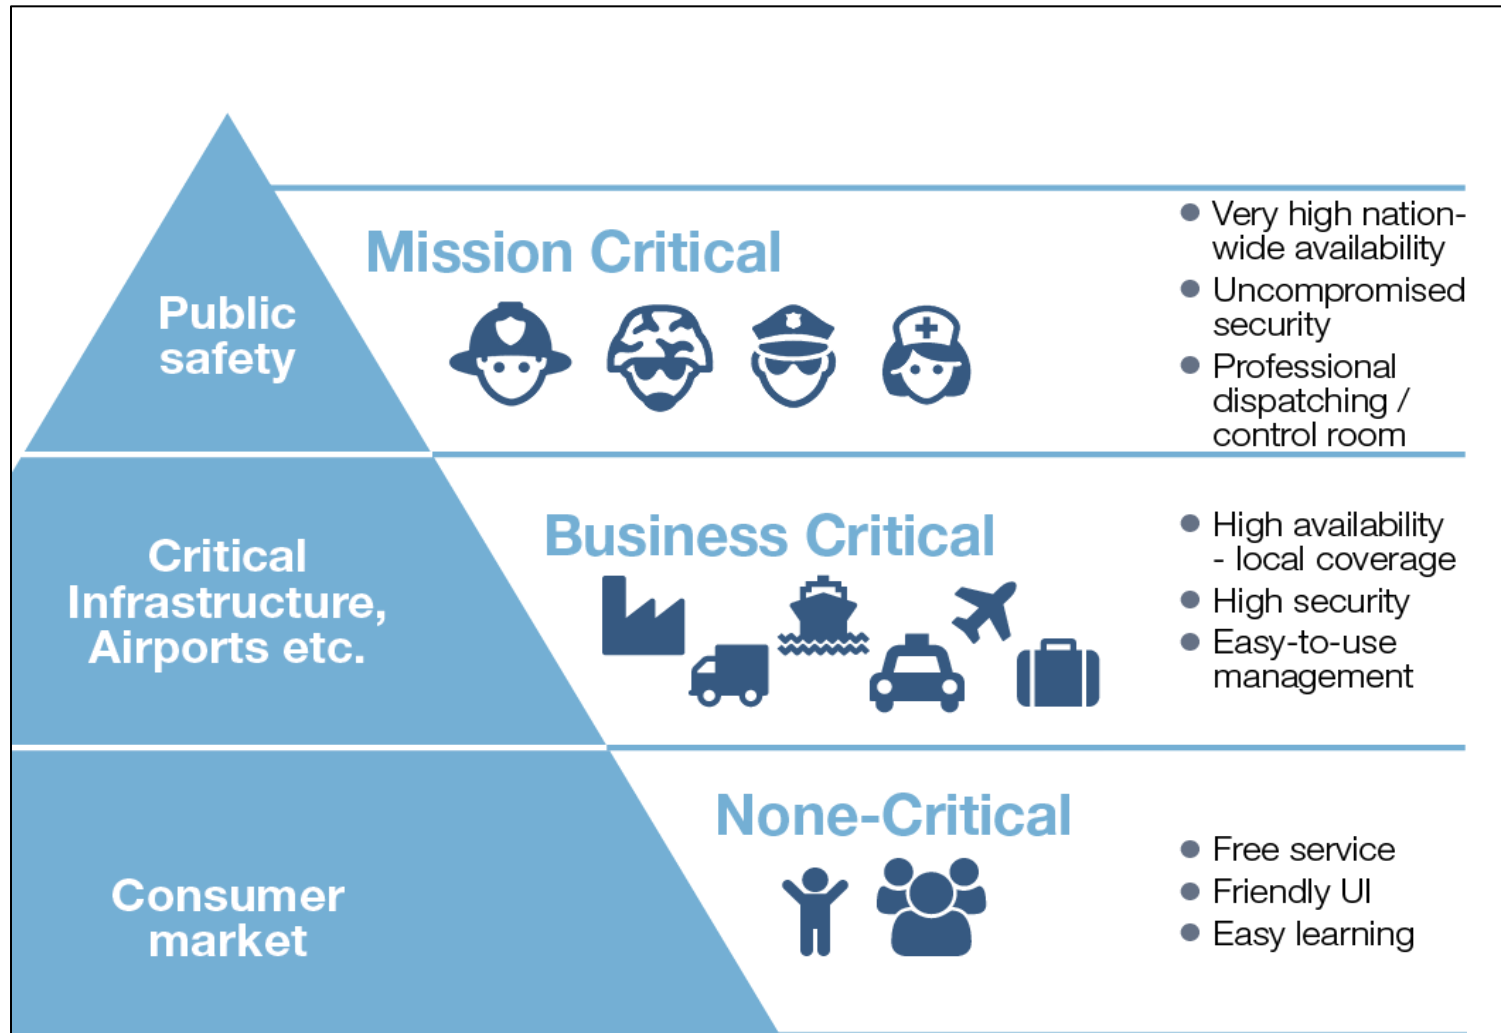 Public
safety
Mission Critical
Very high nation-
wide availability
Uncompromised
security
Professional
dispatching /
control room
Critical
Infrastructure,
Airports etc.
Business Critical
High availability
- local coverage
High security
Easy-to-use
management
Consumer
market
None-Critical
Free service
Friendly UI
Easy learning